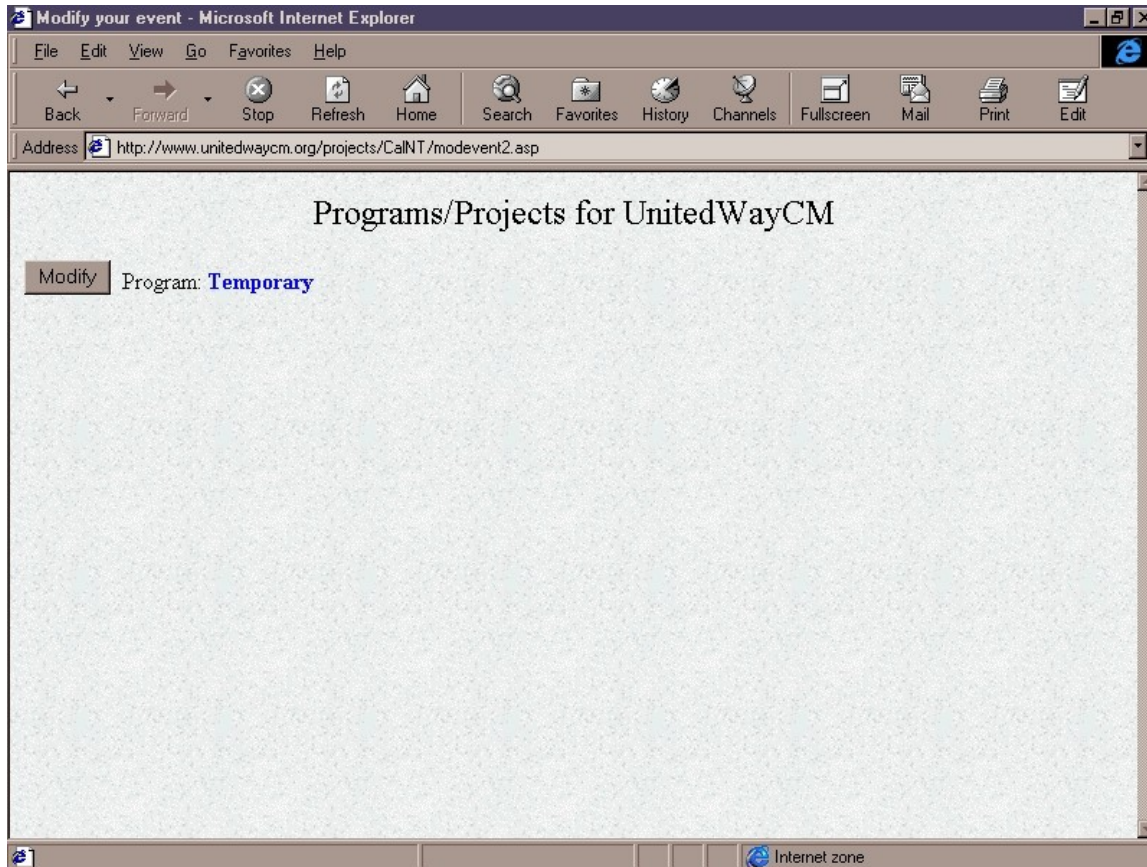 Modify your event - Microsoft Internet Explorer
File Edit View Go Favorites Help
Back Forward Stop Refresh Home Search Favorites History Channels Fullscreen Mail Print Edit
Address http://www.unitedwaycm.org/projects/CalNT/modevent2.asp
Programs/Projects for UnitedWayCM
Modify Program: Temporary
Internet zone